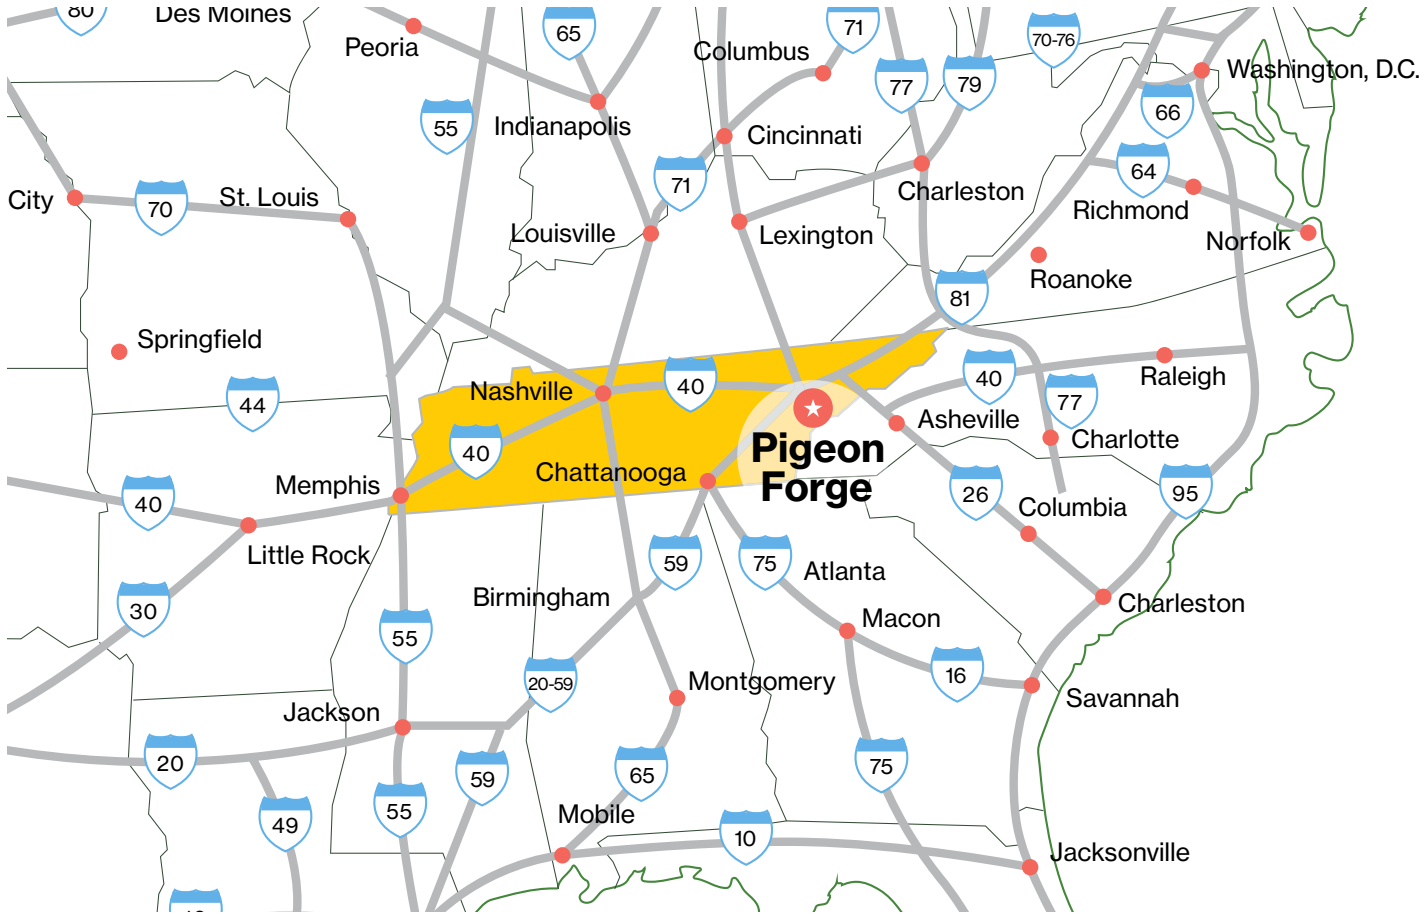 80
Des Moines
Peoria
65
Columbus
71
70-76
Washington, D.C.
77
79
55
Indianapolis
Cincinnati
66
71
64
Charleston
City
70
St. Louis
Richmond
Louisville
Lexington
Norfolk
Roanoke
81
Springfield
Nashville
40
40
Raleigh
44
77
Asheville
Charlotte
40
Pigeon
Forge
Chattanooga
Memphis
40
26
95
Columbia
Little Rock
59
75
Atlanta
Birmingham
30
Charleston
55
Macon
16
20-59
Montgomery
Savannah
Jackson
20
59
65
75
55
49
Mobile
10
Jacksonville